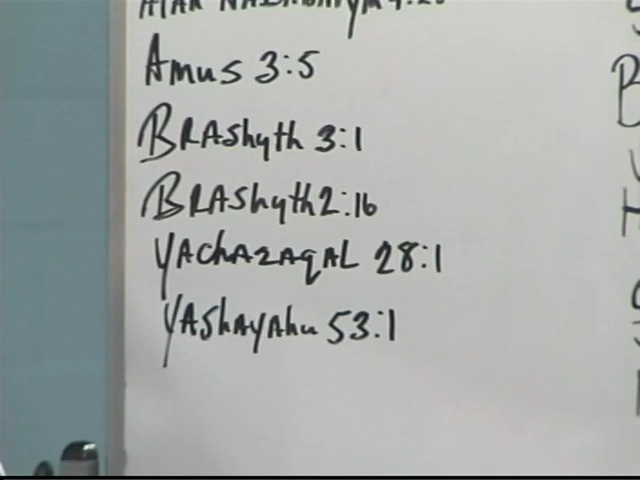 Amus 3:5
BRAShyth 3:1
BRAShyth 2:16
YAChAzAqAL 28:1
YAShAyAhu 53:1